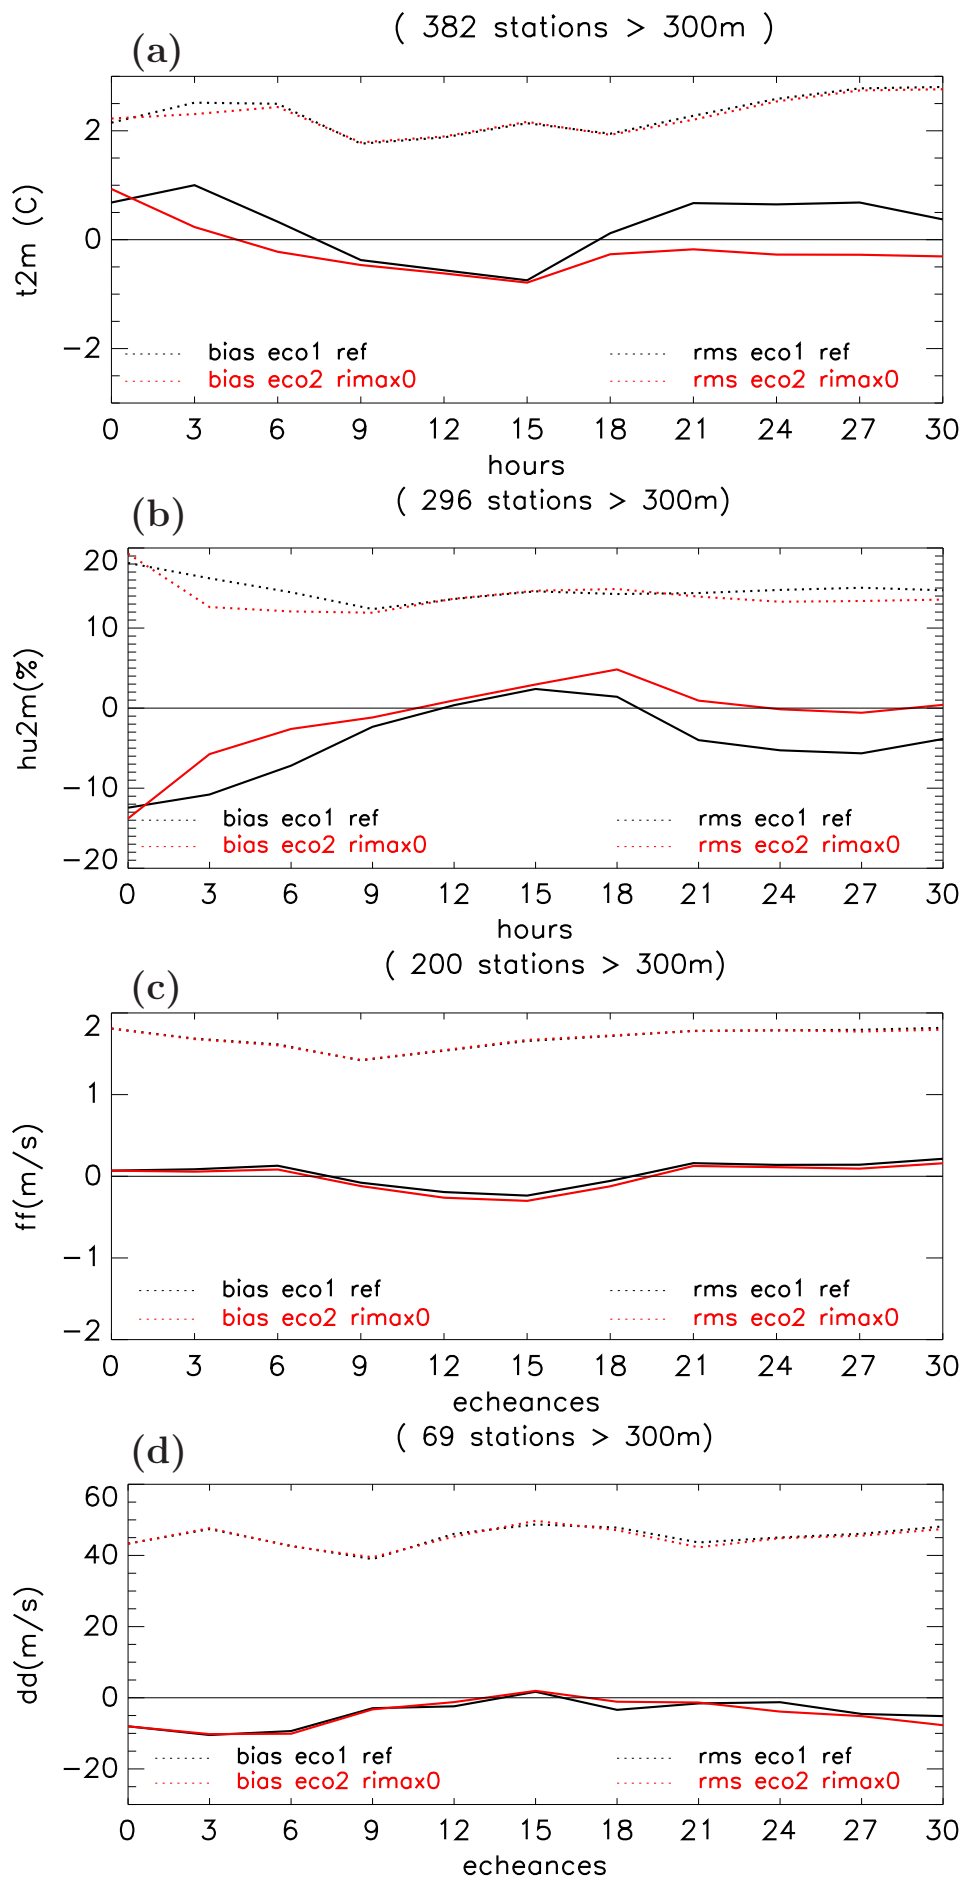 ( 382 stations > 300m )
(a)
2
0
−2
t2m (C)
bias eco1 ref
rms eco1 ref
bias eco2 rimax0
rms eco2 rimax0
0 3 6 9 12 15 18 21 24 27 30
hours
( 296 stations > 300m)
(b)
20
10
0
−10
−20
hu2m(%)
bias eco1 ref
rms eco1 ref
bias eco2 rimax0
rms eco2 rimax0
0 3 6 9 12 15 18 21 24 27 30
hours
( 200 stations > 300m)
(c)
2
1
0
−1
−2
ff(m/s)
bias eco1 ref
rms eco1 ref
bias eco2 rimax0
rms eco2 rimax0
0 3 6 9 12 15 18 21 24 27 30
echeances
( 69 stations > 300m)
(d)
60
40
20
0
−20
dd(m/s)
bias eco1 ref
rms eco1 ref
bias eco2 rimax0
rms eco2 rimax0
0 3 6 9 12 15 18 21 24 27 30
echeances